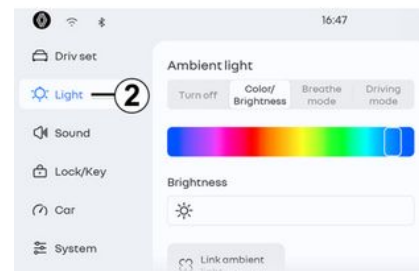 16:47
Driv set
Light
2
Sound
Lock/Key
Car
System
Ambient light
Turn off
Color/
Brightness
Breathe
mode
Driving
mode
Brightness
Link ambient